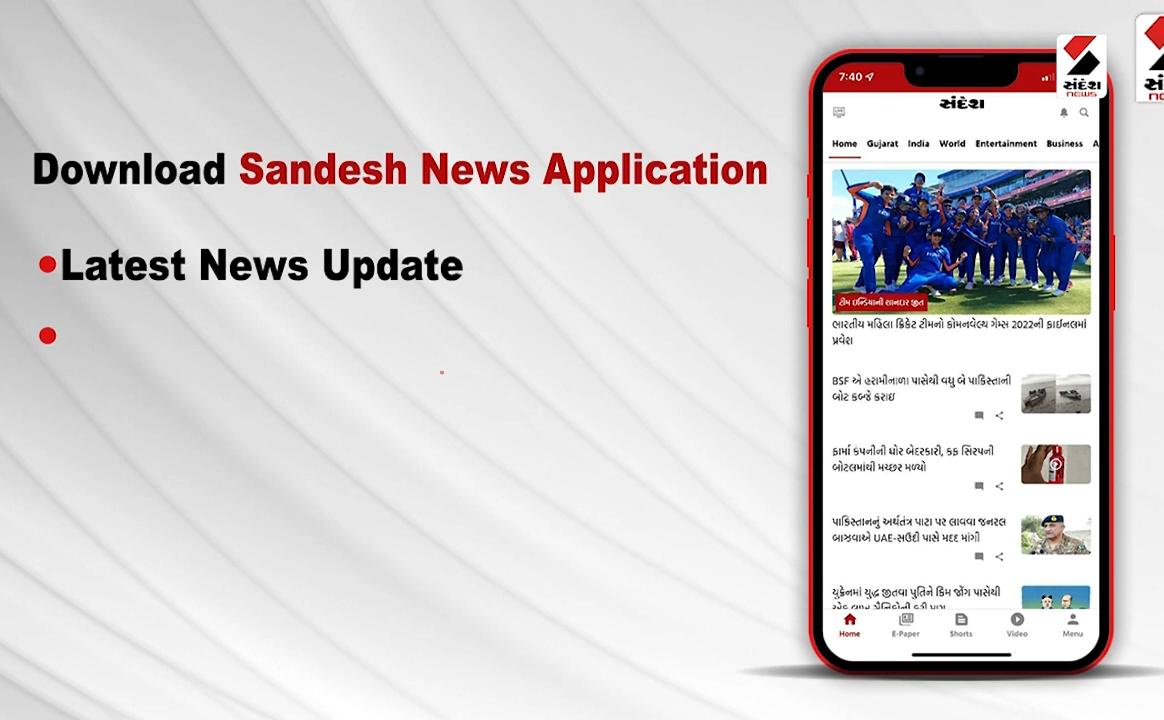 Download Sandesh News Application
Latest News Update
7:40
સંદેશ
NEWS
સંદેશ
Home Gujarat India World Entertainment Business A
ટીમ ઇન્ડિયાની શાનદાર જીત
ભારતીય મહિલા ક્રિકેટ ટીમનો કોમનવેલ્થ ગેમ્સ 2022ની ફાઈનલમાં
પ્રવેશ
BSF એ હરામીનાળા પાસેથી વધુ બે પાકિસ્તાની
બોટ કબ્જે કરાઇ
ફાર્મા કંપનીની ઘોર બેદરકારી, કફ સિરપની
બોટલમાંથી મચ્છર મળ્યો
પાકિસ્તાનનું અર્થતંત્ર પાટા પર લાવવા જનરલ
બાઝવાએ UAE-સઉદી પાસે મદદ માંગી
યુક્રેનમાં યુદ્ધ જીતવા પુતિને કિમ જોંગ પાસેથી
Home E-Paper Shorts Video Menu